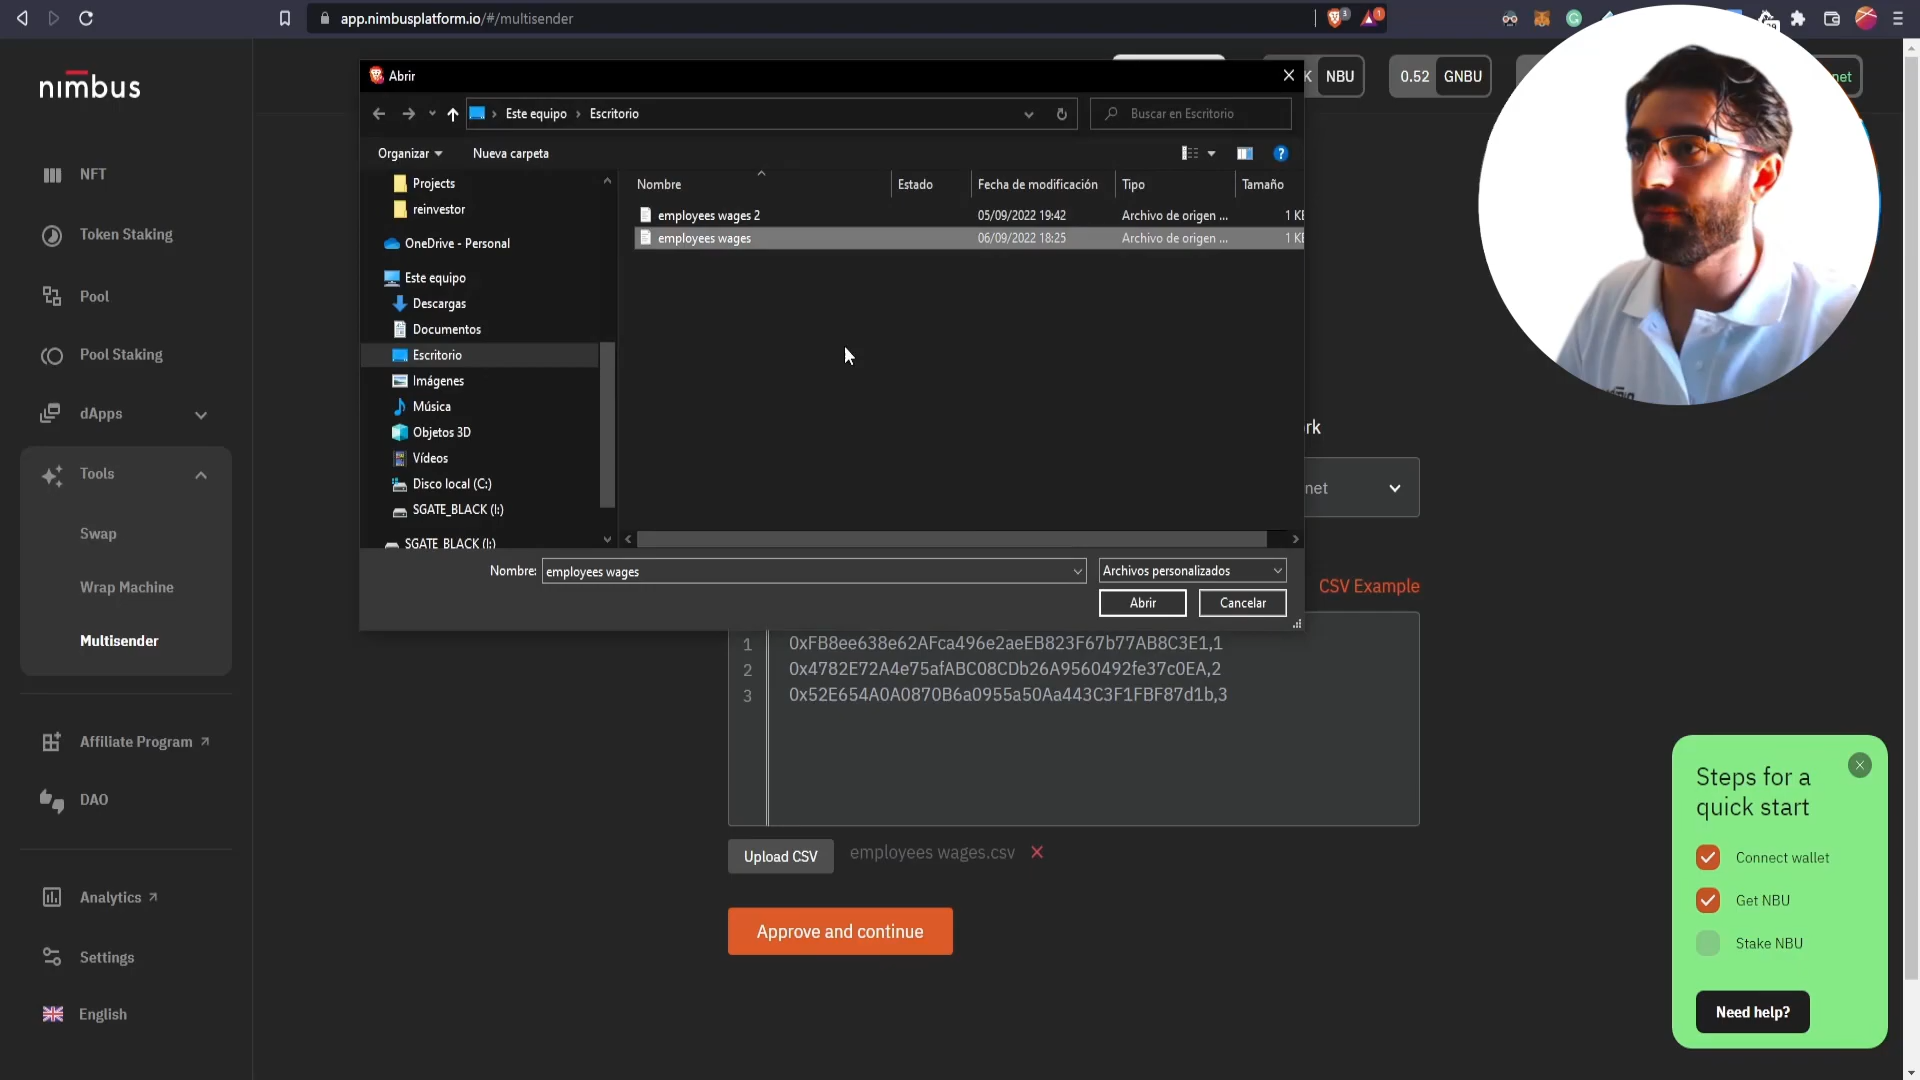 app.nimbusplatform.io/#/multisender
nimbus
NFT
Token Staking
Pool
Pool Staking
dApps
Tools
Swap
Wrap Machine
Multisender
Affiliate Program
DAO
Analytics
Settings
English
K NBU
0.52 GNBU
net
Abrir
Este equipo > Escritorio
Buscar en Escritorio
Organizar
Nueva carpeta
Projects
reinvestor
OneDrive - Personal
Este equipo
Descargas
Documentos
Escritorio
Imágenes
Música
Objetos 3D
Vídeos
Disco local (C:)
SGATE_BLACK (I:)
SGATE_BLACK (I:)
Nombre Estado Fecha de modificación Tipo Tamaño
employees wages 2 05/09/2022 19:42 Archivo de origen ... 1 KE
employees wages 06/09/2022 18:25 Archivo de origen ... 1 KE
Nombre: employees wages
Archivos personalizados
Abrir
Cancelar
rk
net
CSV Example
1 0xFB8ee638e62AFca496e2aeEB823F67b77AB8C3E1,1
2 0x4782E72A4e75afABC08CDb26A9560492fe37c0EA,2
3 0x52E654A0A0870B6a0955a50Aa443C3F1FBF87d1b,3
Upload CSV
employees wages.csv
Approve and continue
Steps for a
quick start
Connect wallet
Get NBU
Stake NBU
Need help?